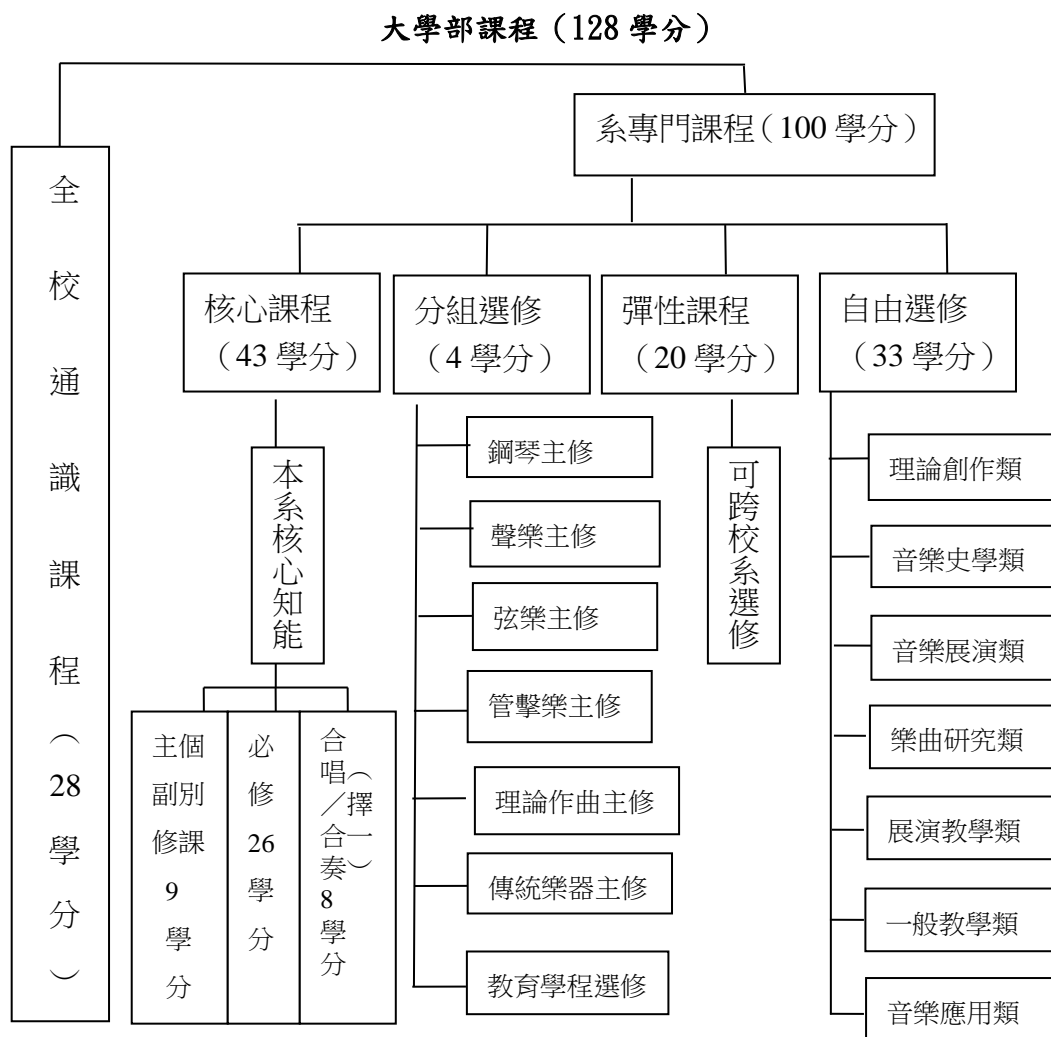 大學部課程（128 學分）
系專門課程（100 學分）
全校通識課程（28 學分）
核心課程
（43 學分）
分組選修
（4 學分）
彈性課程
（20 學分）
自由選修
（33 學分）
本系核心知能
個別課
主副修
9 學分
必修 26 學分
（擇一）
合唱／合奏 8 學分
鋼琴主修
聲樂主修
弦樂主修
管擊樂主修
理論作曲主修
傳統樂器主修
教育學程選修
可跨校系選修
理論創作類
音樂史學類
音樂展演類
樂曲研究類
展演教學類
一般教學類
音樂應用類